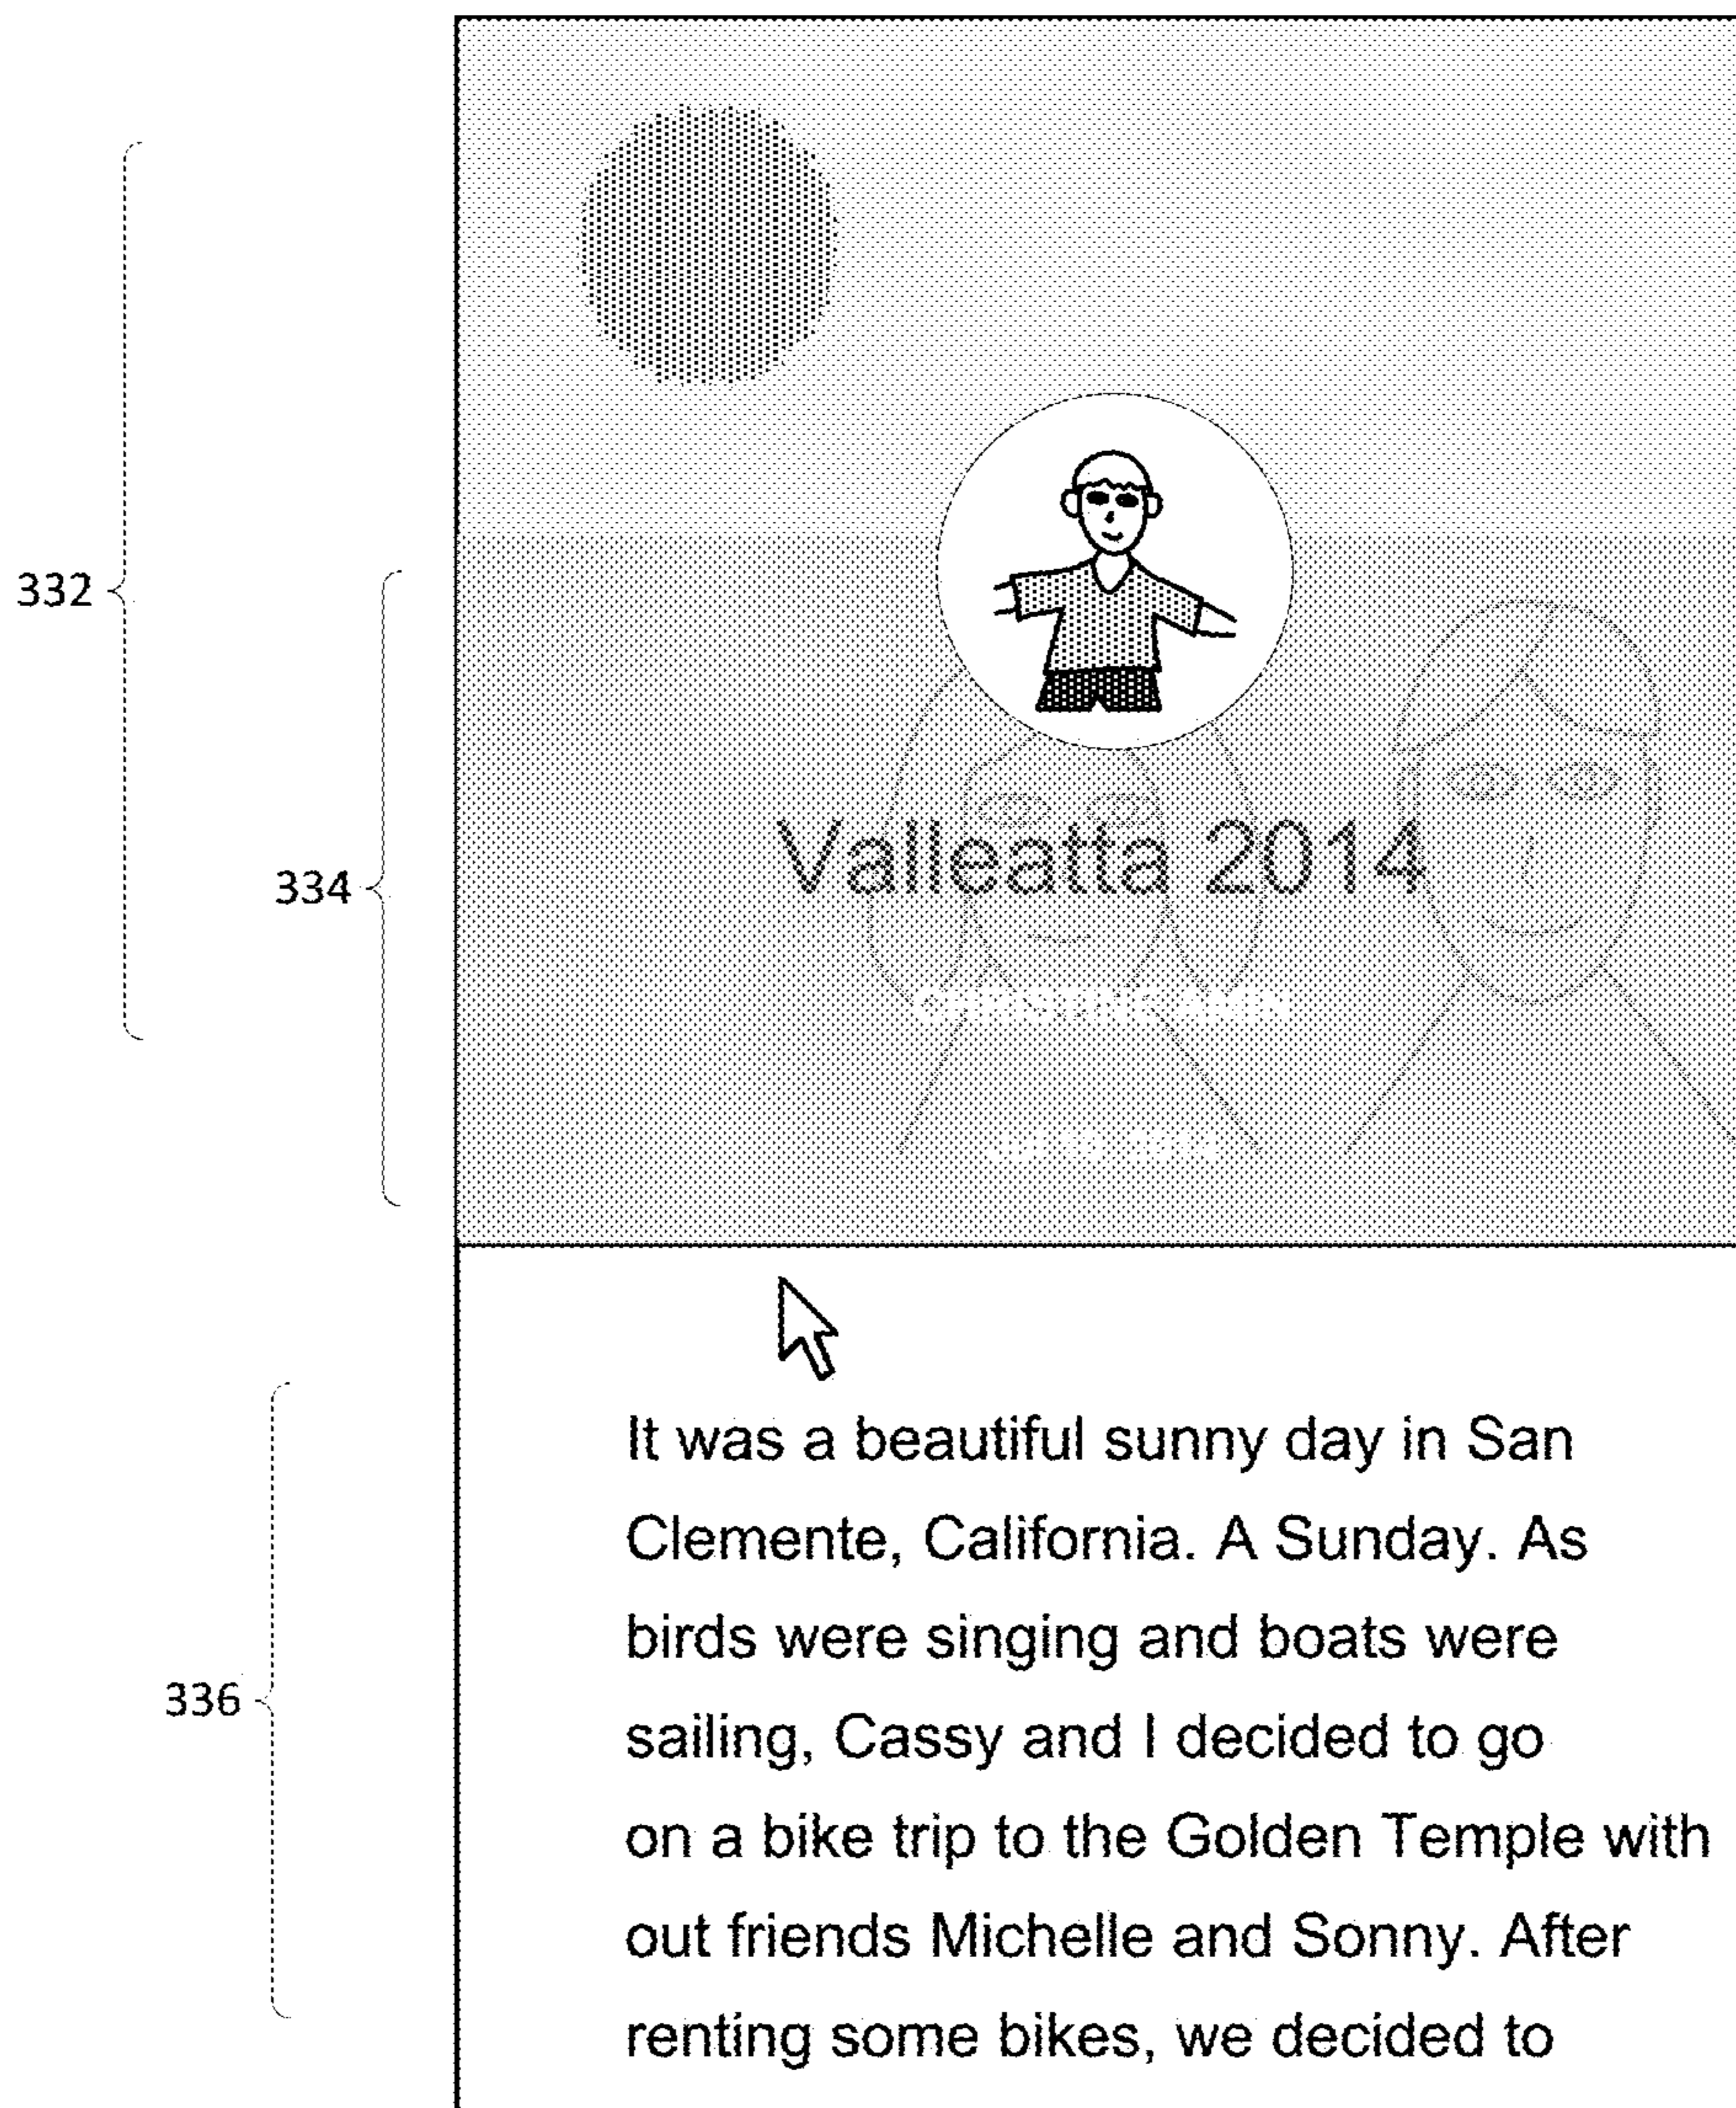 332
334
Valleatta 2014
336
It was a beautiful sunny day in San
Clemente, California. A Sunday. As
birds were singing and boats were
sailing, Cassy and I decided to go
on a bike trip to the Golden Temple with
out friends Michelle and Sonny. After
renting some bikes, we decided to